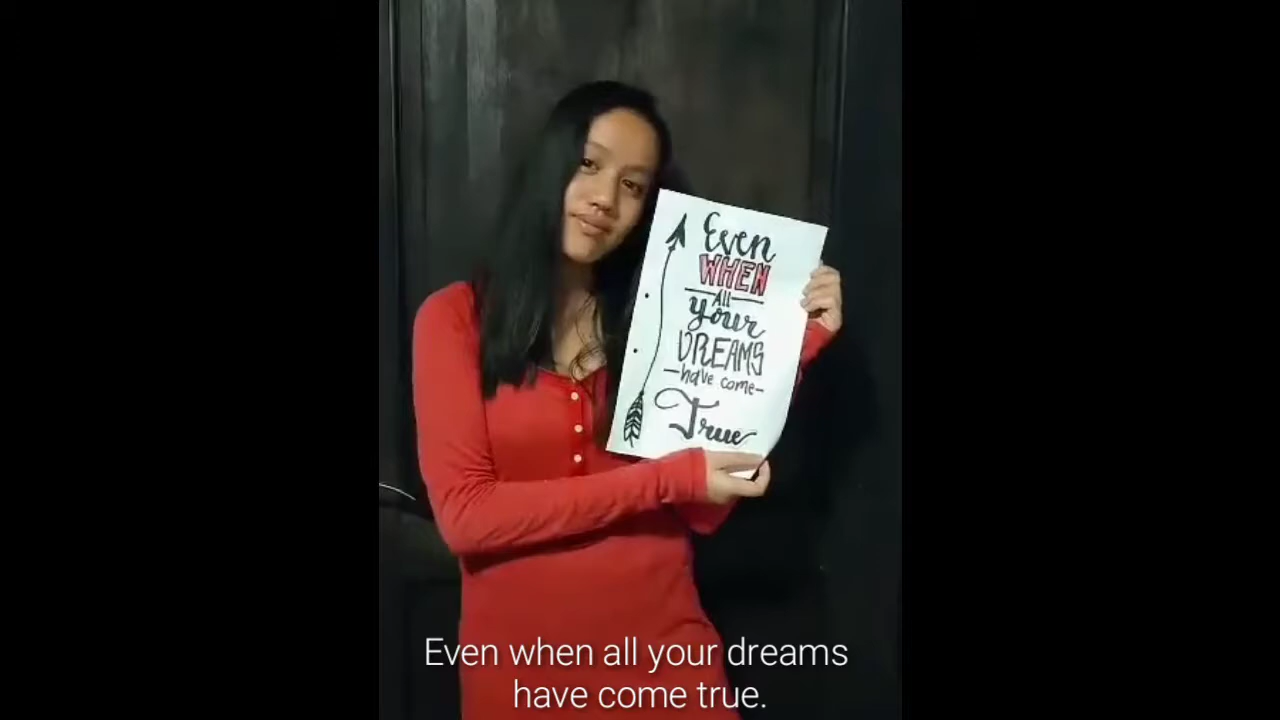 Even
WHEN
All
your
DREAMS
have come
True
Even when all your dreams
have come true.